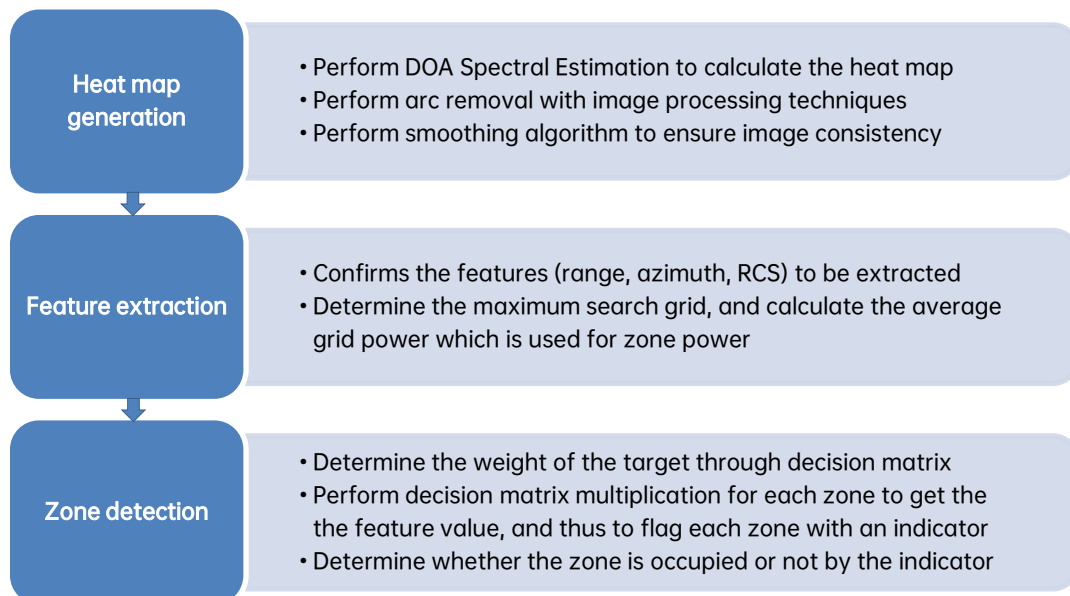 Heat map
generation
• Perform DOA Spectral Estimation to calculate the heat map
• Perform arc removal with image processing techniques
• Perform smoothing algorithm to ensure image consistency
Feature extraction
• Confirms the features (range, azimuth, RCS) to be extracted
• Determine the maximum search grid, and calculate the average
grid power which is used for zone power
Zone detection
• Determine the weight of the target through decision matrix
• Perform decision matrix multiplication for each zone to get the
the feature value, and thus to flag each zone with an indicator
• Determine whether the zone is occupied or not by the indicator